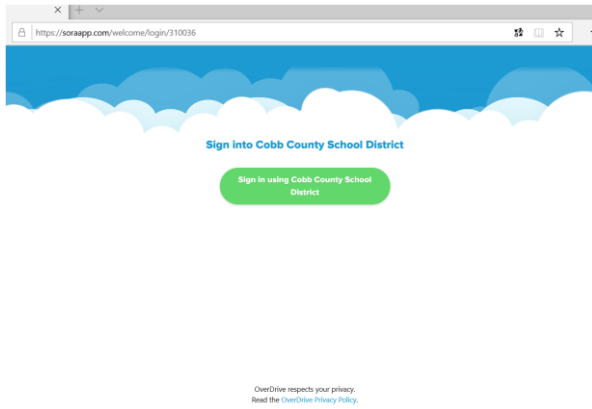 https://soraapp.com/welcome/login/310036
Sign into Cobb County School District
Sign in using Cobb County School
District
OverDrive respects your privacy.
Read the OverDrive Privacy Policy.